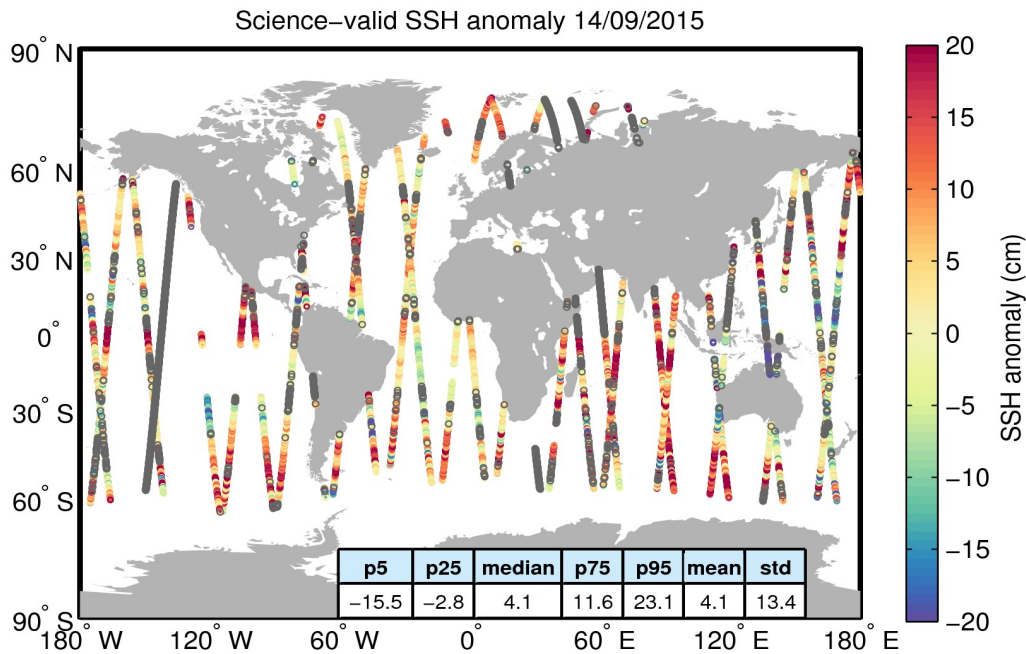 Science−valid SSH anomaly 14/09/2015
90° N
60° N
30° N
0°
30° S
60° S
90° S
180° W 120° W 60° W 0° 60° E 120° E 180° E
p5 p25 median p75 p95 mean std
−15.5 −2.8 4.1 11.6 23.1 4.1 13.4
20
15
10
5
0
−5
−10
−15
−20
SSH anomaly (cm)